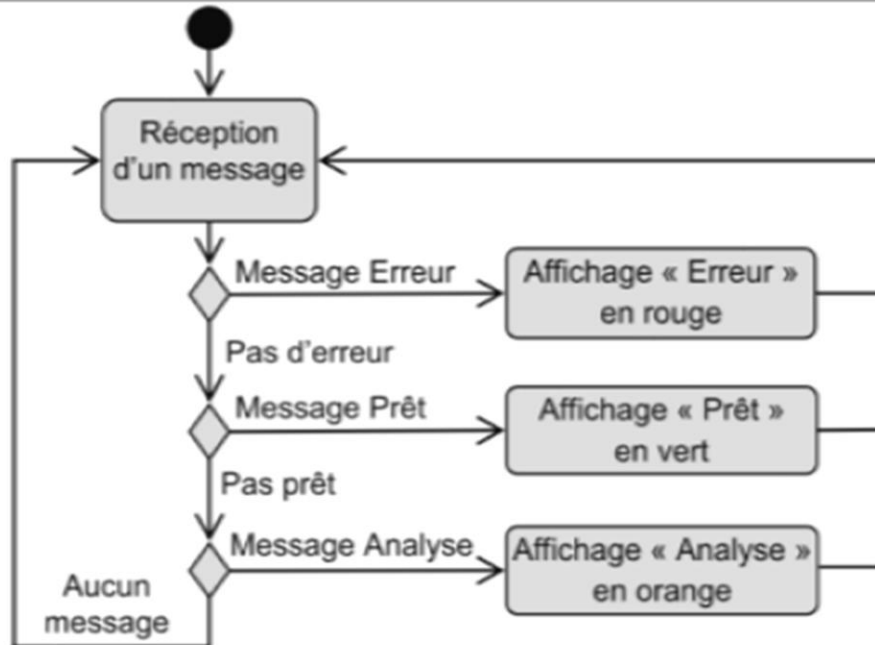 Réception
d'un message
Message Erreur
Affichage « Erreur »
en rouge
Pas d'erreur
Message Prêt
Affichage « Prêt »
en vert
Pas prêt
Message Analyse
Affichage « Analyse »
en orange
Aucun
message